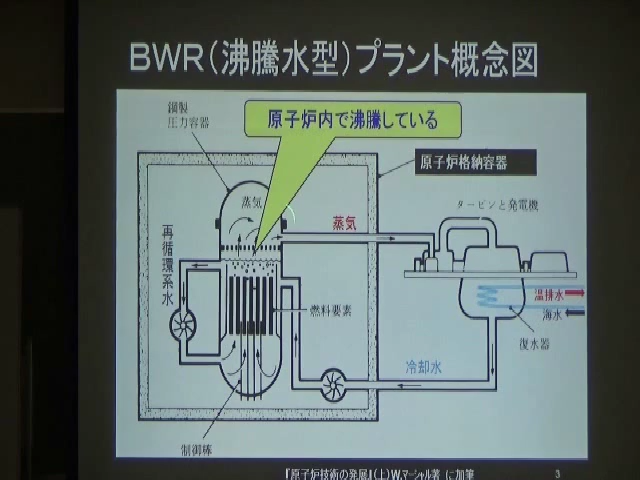 BWR（沸騰水型）プラント概念図
鋼製
圧力容器
原子炉内で沸騰している
原子炉格納容器
蒸気
蒸気
タービンと発電機
再循環系水
燃料要素
温排水
海水
復水器
冷却水
制御棒
『原子炉技術の発展』（上）W.マーシャル著 に加筆
3